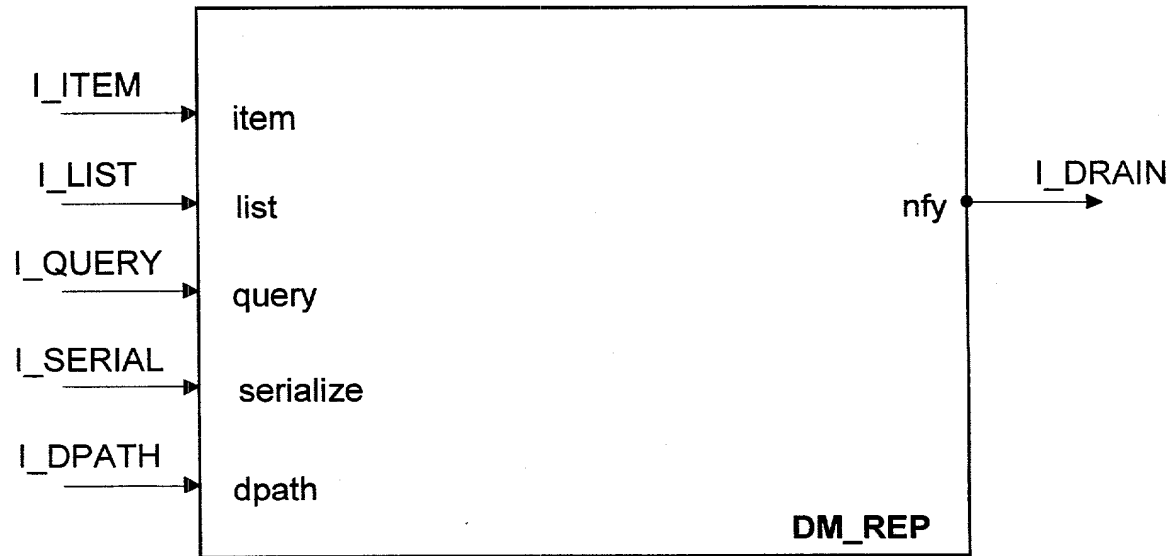 I_ITEM
item
I_LIST
list
I_DRAIN
nfy
I_QUERY
query
I_SERIAL
serialize
I_DPATH
dpath
DM_REP